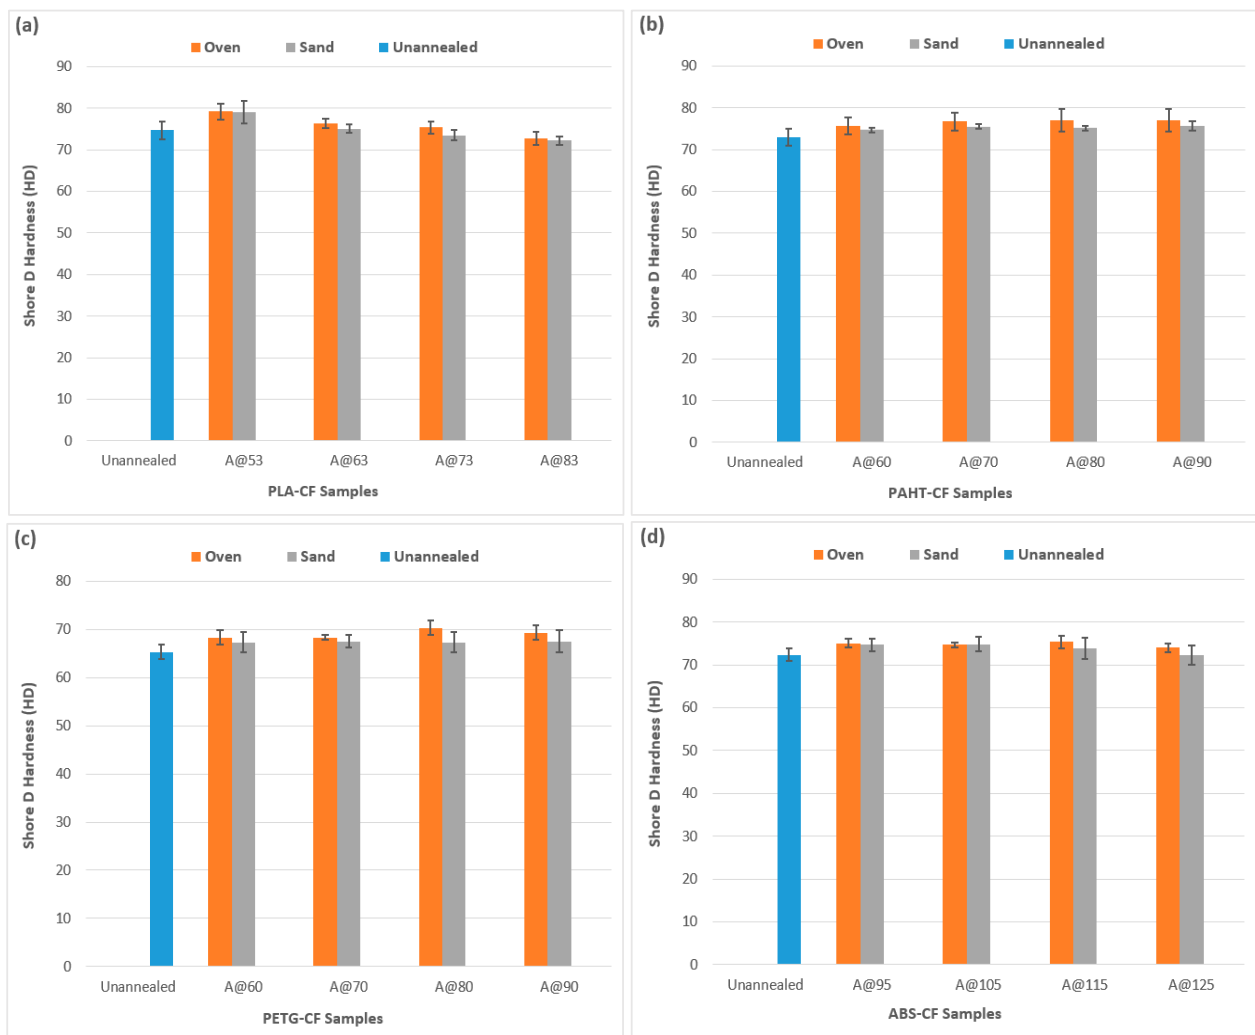 (a)
Oven Sand Unannealed
90
80
70
60
50
40
30
20
10
0
Shore D Hardness (HD)
Unannealed A@53 A@63 A@73 A@83
PLA-CF Samples
(b)
Oven Sand Unannealed
90
80
70
60
50
40
30
20
10
0
Shore D Hardness (HD)
Unannealed A@60 A@70 A@80 A@90
PAHT-CF Samples
(c)
Oven Sand Unannealed
80
70
60
50
40
30
20
10
0
Shore D Hardness (HD)
Unannealed A@60 A@70 A@80 A@90
PETG-CF Samples
(d)
Oven Sand Unannealed
90
80
70
60
50
40
30
20
10
0
Shore D Hardness (HD)
Unannealed A@95 A@105 A@115 A@125
ABS-CF Samples